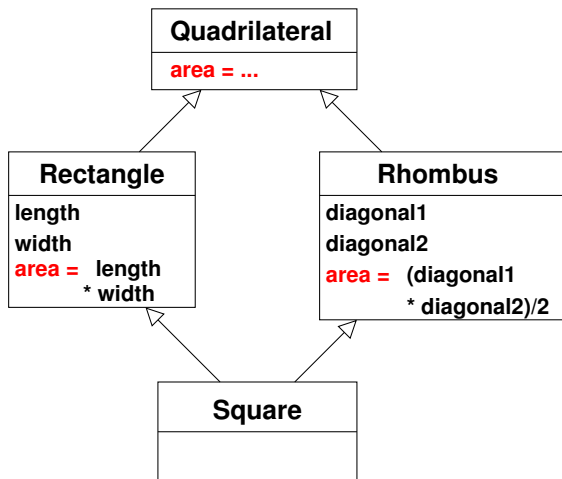 Quadrilateral
area = ...
Rectangle
length
width
area = length
* width
Rhombus
diagonal1
diagonal2
area = (diagonal1
* diagonal2)/2
Square